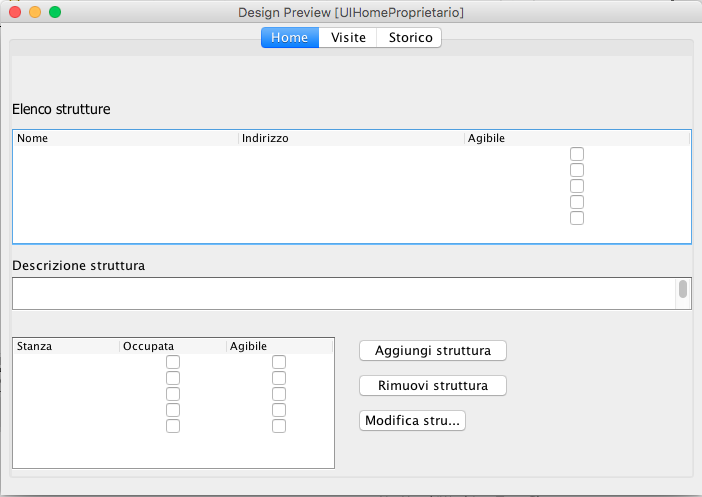 Design Preview [UIHomeProprietario]
Home Visite Storico
Elenco strutture
Nome Indirizzo Agibile
Descrizione struttura
Stanza Occupata Agibile
Aggiungi struttura
Rimuovi struttura
Modifica stru...